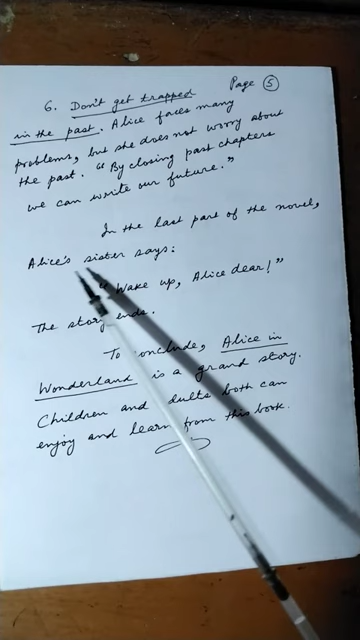 Page 5
6. Don't get trapped
in the past. Alice faces many
problems, but she does not worry about
the past. "By closing past chapters
we can write our future."
In the last part of the novel,
Alice's sister says:
"Wake up, Alice dear!"
The story ends.
To conclude, Alice in
Wonderland is a grand story.
Children and adults both can
enjoy and learn from this book.